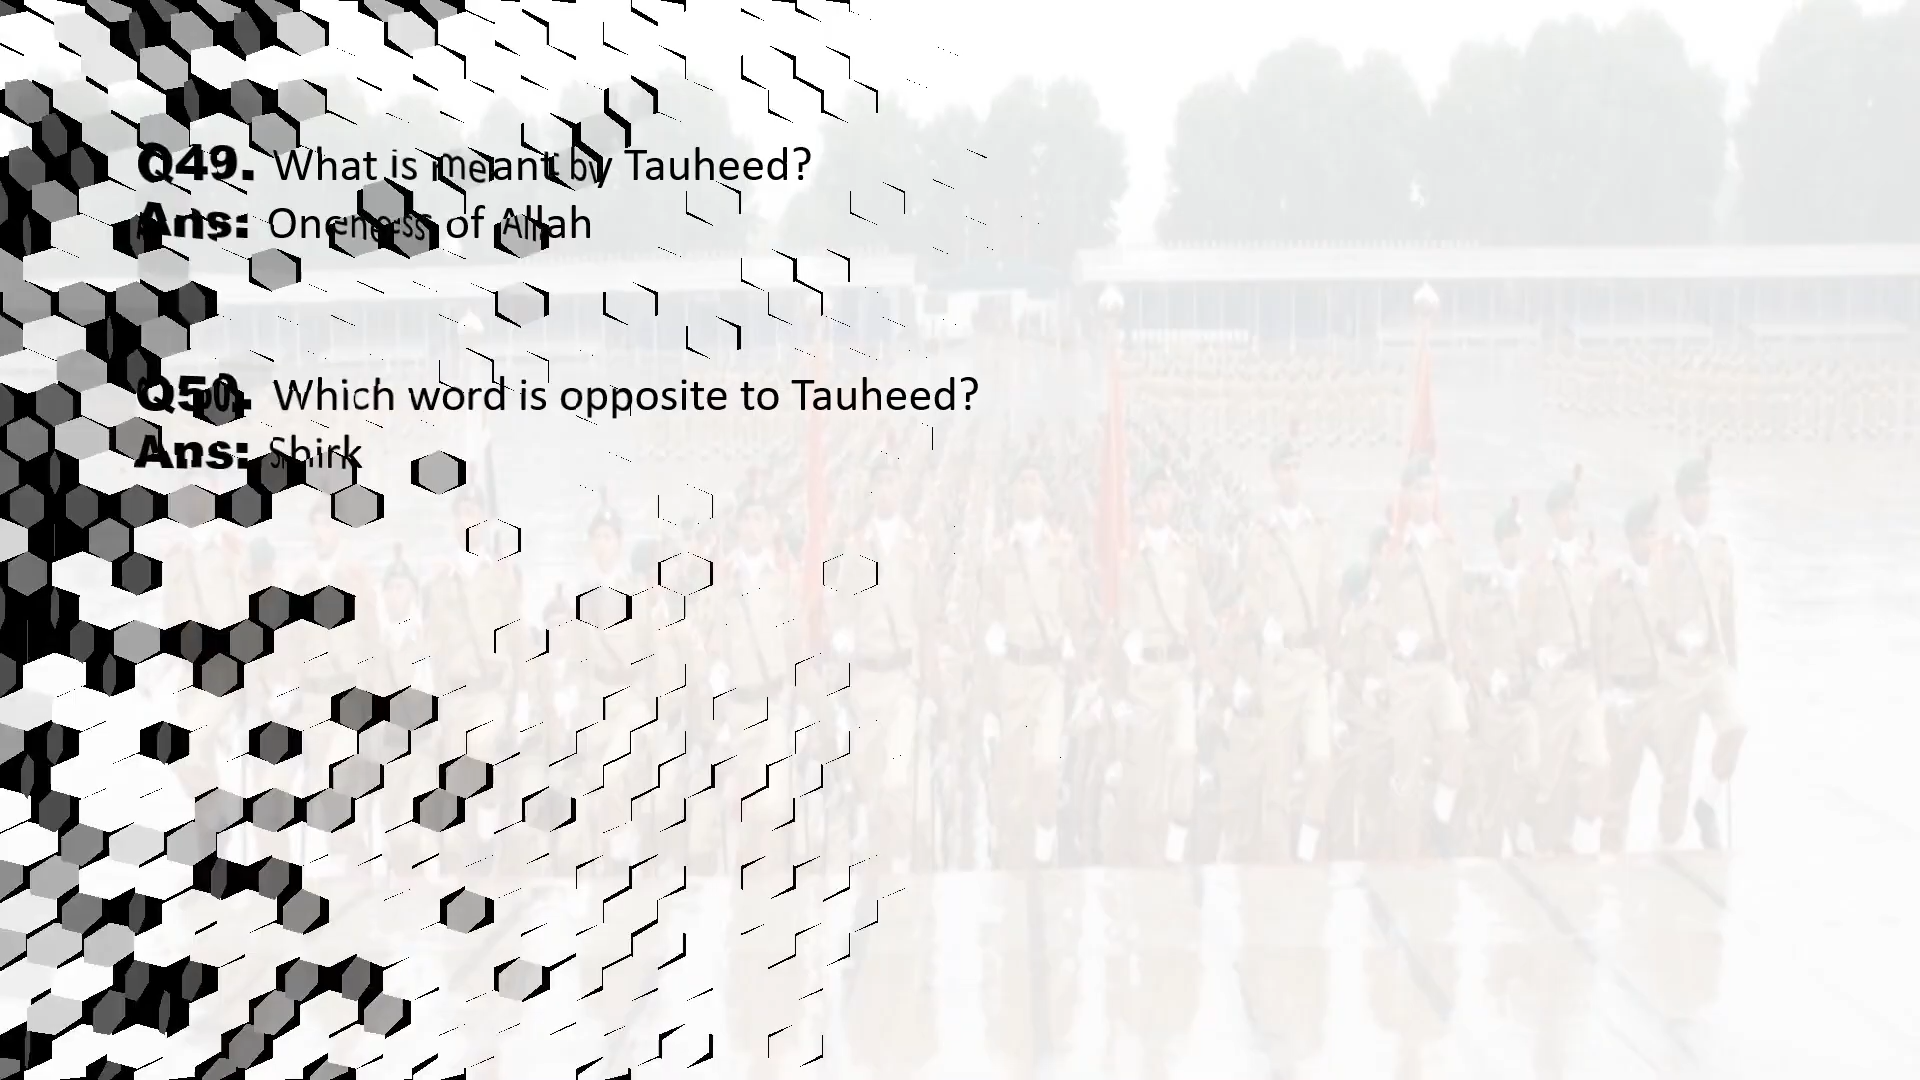 Q49. What is meant by Tauheed?
Ans: Oneness of Allah
Q50. Which word is opposite to Tauheed?
Ans: Shirk